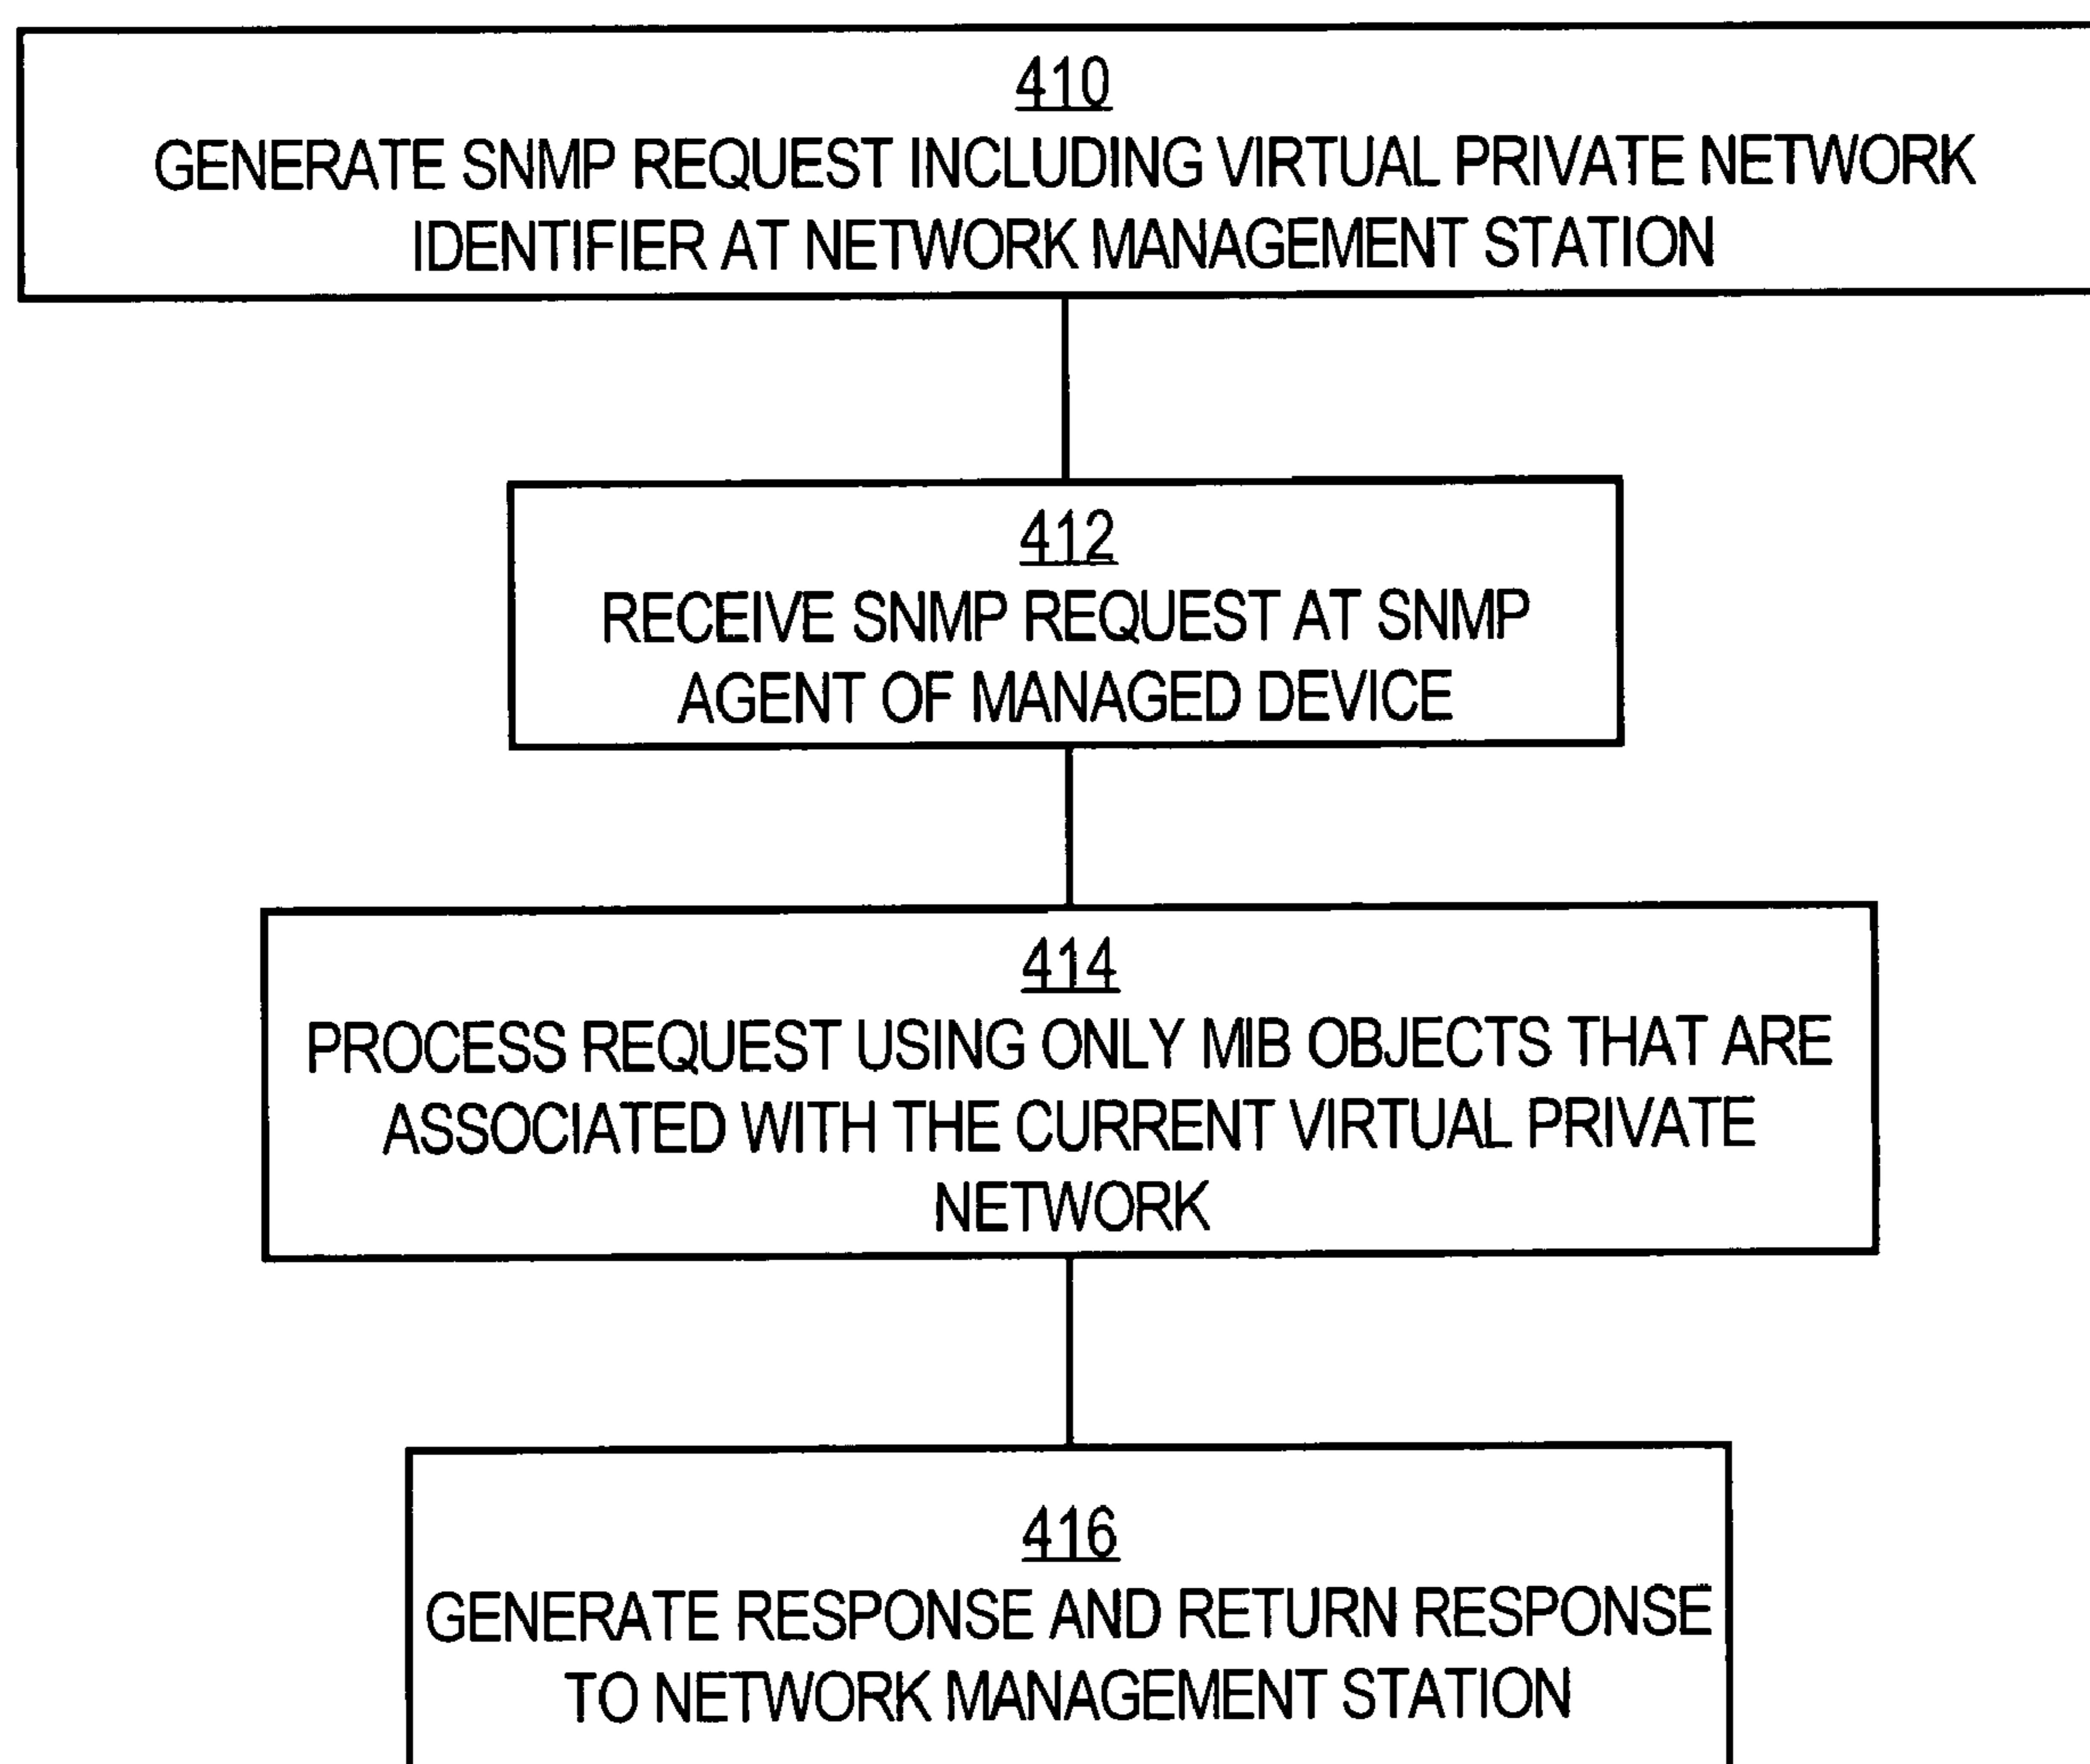 410
GENERATE SNMP REQUEST INCLUDING VIRTUAL PRIVATE NETWORK
IDENTIFIER AT NETWORK MANAGEMENT STATION
412
RECEIVE SNMP REQUEST AT SNMP
AGENT OF MANAGED DEVICE
414
PROCESS REQUEST USING ONLY MIB OBJECTS THAT ARE
ASSOCIATED WITH THE CURRENT VIRTUAL PRIVATE
NETWORK
416
GENERATE RESPONSE AND RETURN RESPONSE
TO NETWORK MANAGEMENT STATION